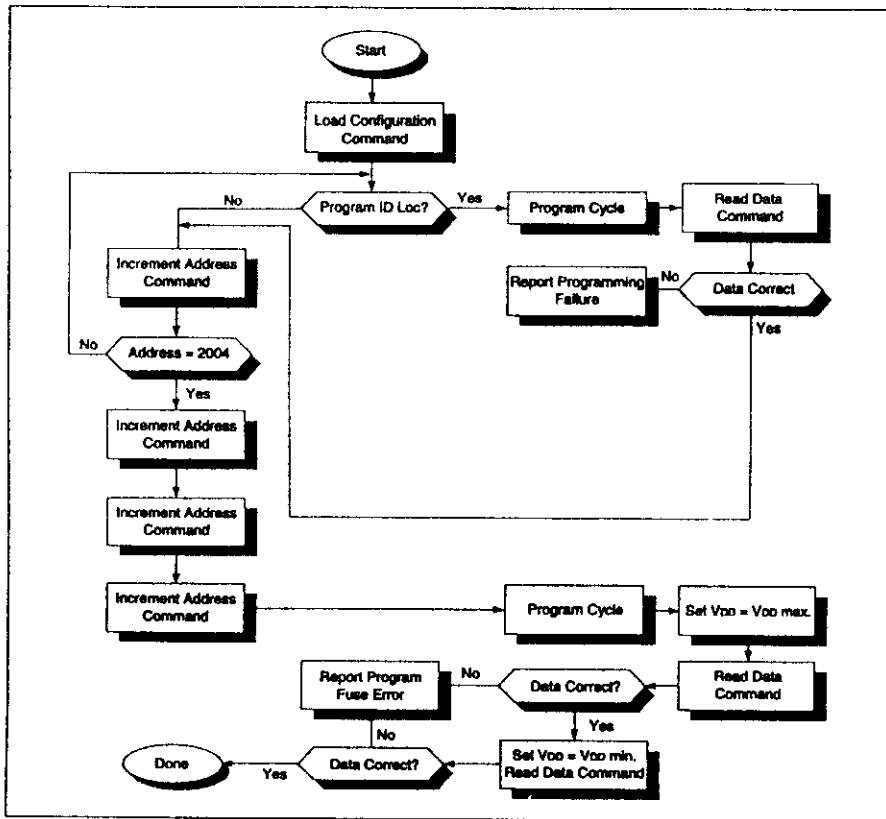 Start
Load Configuration
Command
Program ID Loc?
No
Yes
Program Cycle
Read Data
Command
Increment Address
Command
Report Programming
Failure
No
Data Correct
Yes
No
Address = 2004
Yes
Increment Address
Command
Increment Address
Command
Increment Address
Command
Program Cycle
Set VDD = VDD max.
Report Program
Fuse Error
No
Data Correct?
Read Data
Command
Yes
No
Done
Yes
Data Correct?
Set VDD = VDD min.
Read Data Command